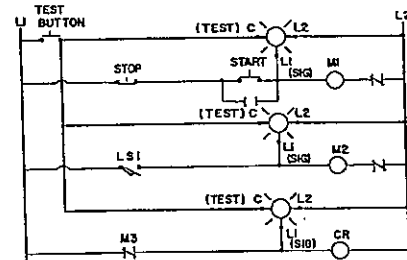 TEST
BUTTON
L1
(TEST) C L2
L2
STOP
START
L1
(SIG)
M1
(TEST) C L2
LS1
L1
(SIG)
M2
(TEST) C L2
M3
L1
(SIG)
CR